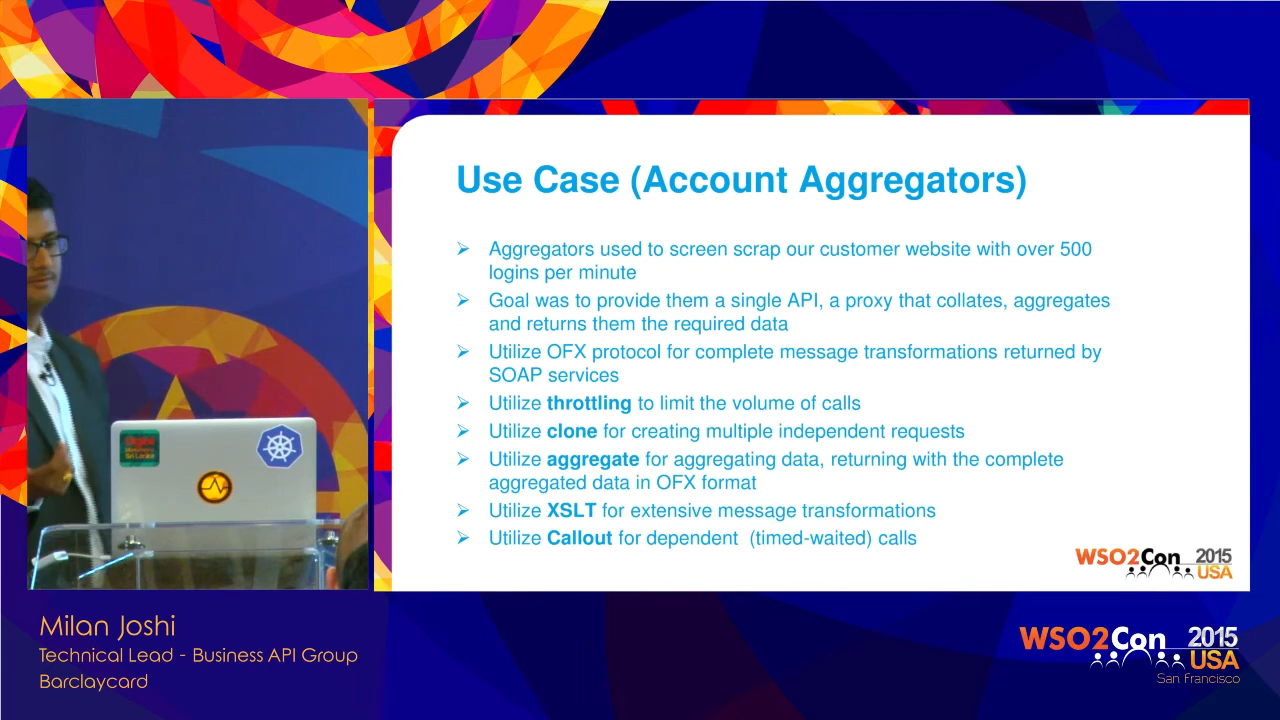 Use Case (Account Aggregators)
Aggregators used to screen scrap our customer website with over 500
logins per minute
Goal was to provide them a single API, a proxy that collates, aggregates
and returns them the required data
Utilize OFX protocol for complete message transformations returned by
SOAP services
Utilize throttling to limit the volume of calls
Utilize clone for creating multiple independent requests
Utilize aggregate for aggregating data, returning with the complete
aggregated data in OFX format
Utilize XSLT for extensive message transformations
Utilize Callout for dependent (timed-waited) calls
WSO2Con 2015
USA
Milan Joshi
Technical Lead - Business API Group
Barclaycard
WSO2Con 2015
USA
San Francisco